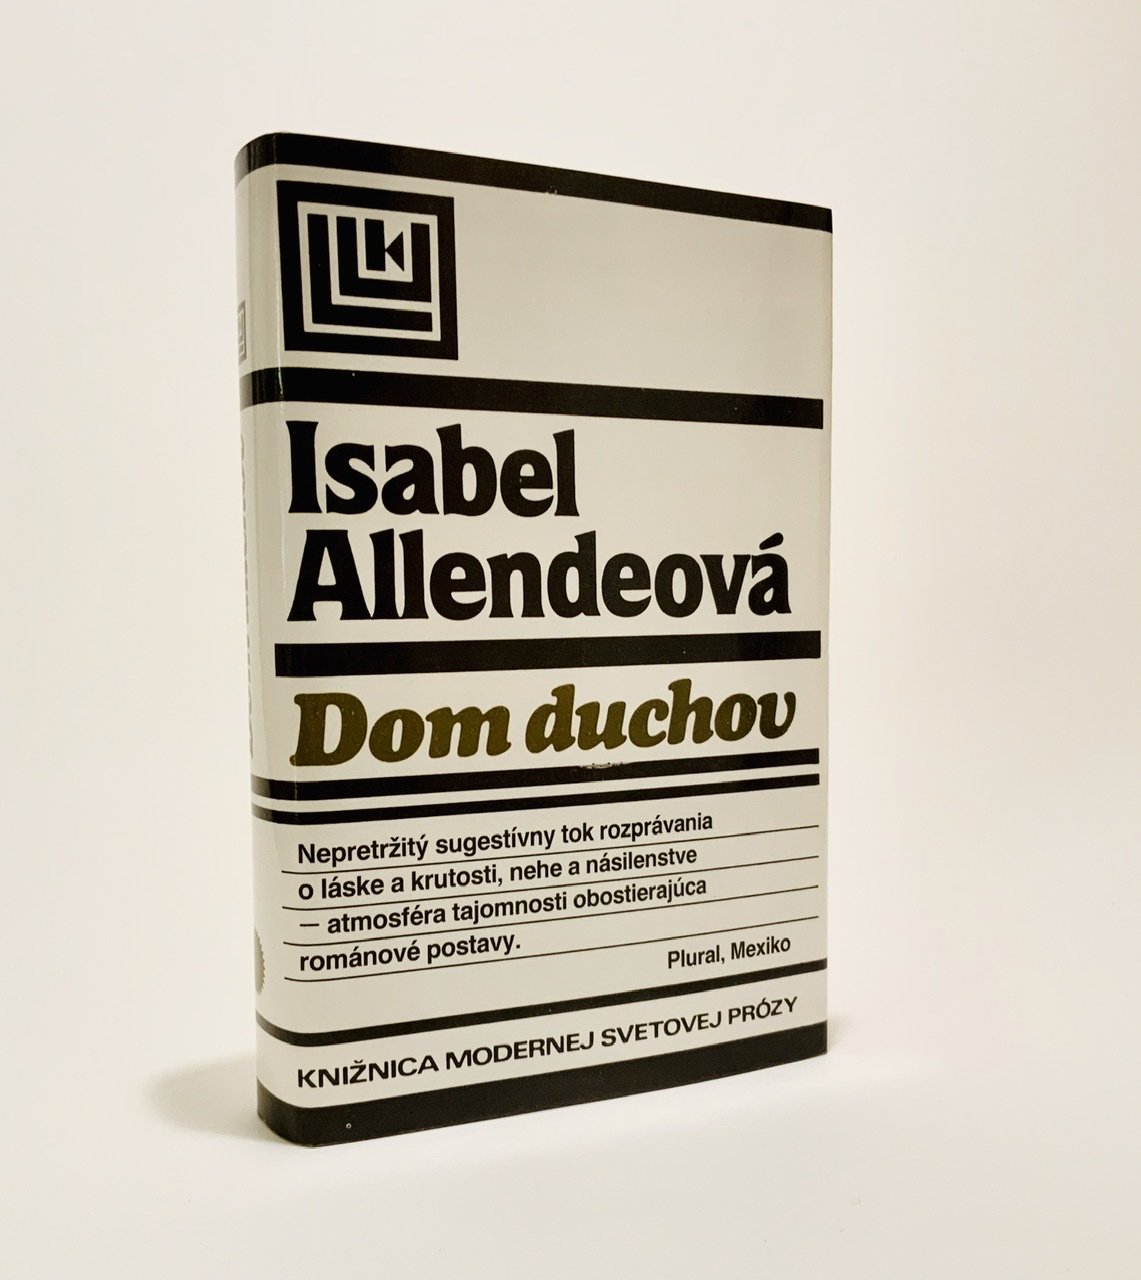 Isabel
Allendeová
Dom duchov
Nepretržitý sugestívny tok rozprávania
o láske a krutosti, nehe a násilenstve
— atmosféra tajomnosti obostierajúca
románové postavy.
Plural, Mexiko
KNIŽNICA MODERNEJ SVETOVEJ PRÓZY